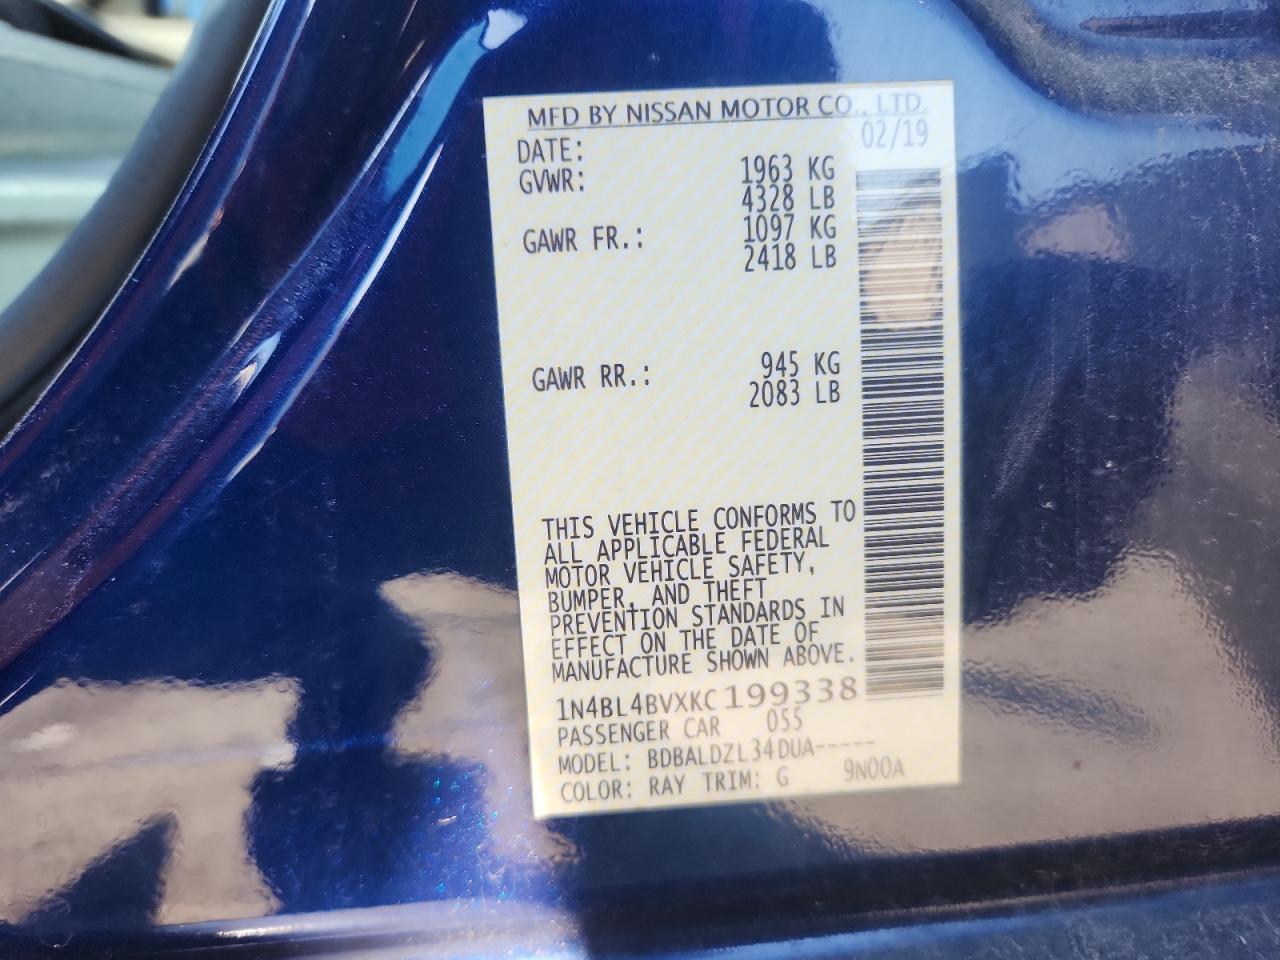 MFD BY NISSAN MOTOR CO., LTD.
DATE: 02/19
GVWR: 1963 KG
4328 LB
GAWR FR.: 1097 KG
2418 LB
GAWR RR.: 945 KG
2083 LB
THIS VEHICLE CONFORMS TO
ALL APPLICABLE FEDERAL
MOTOR VEHICLE SAFETY,
BUMPER, AND THEFT
PREVENTION STANDARDS IN
EFFECT ON THE DATE OF
MANUFACTURE SHOWN ABOVE.
1N4BL4BVXKC199338
PASSENGER CAR 055
MODEL: BDBALDZL34DUA-----
COLOR: RAY TRIM: G 9N00A